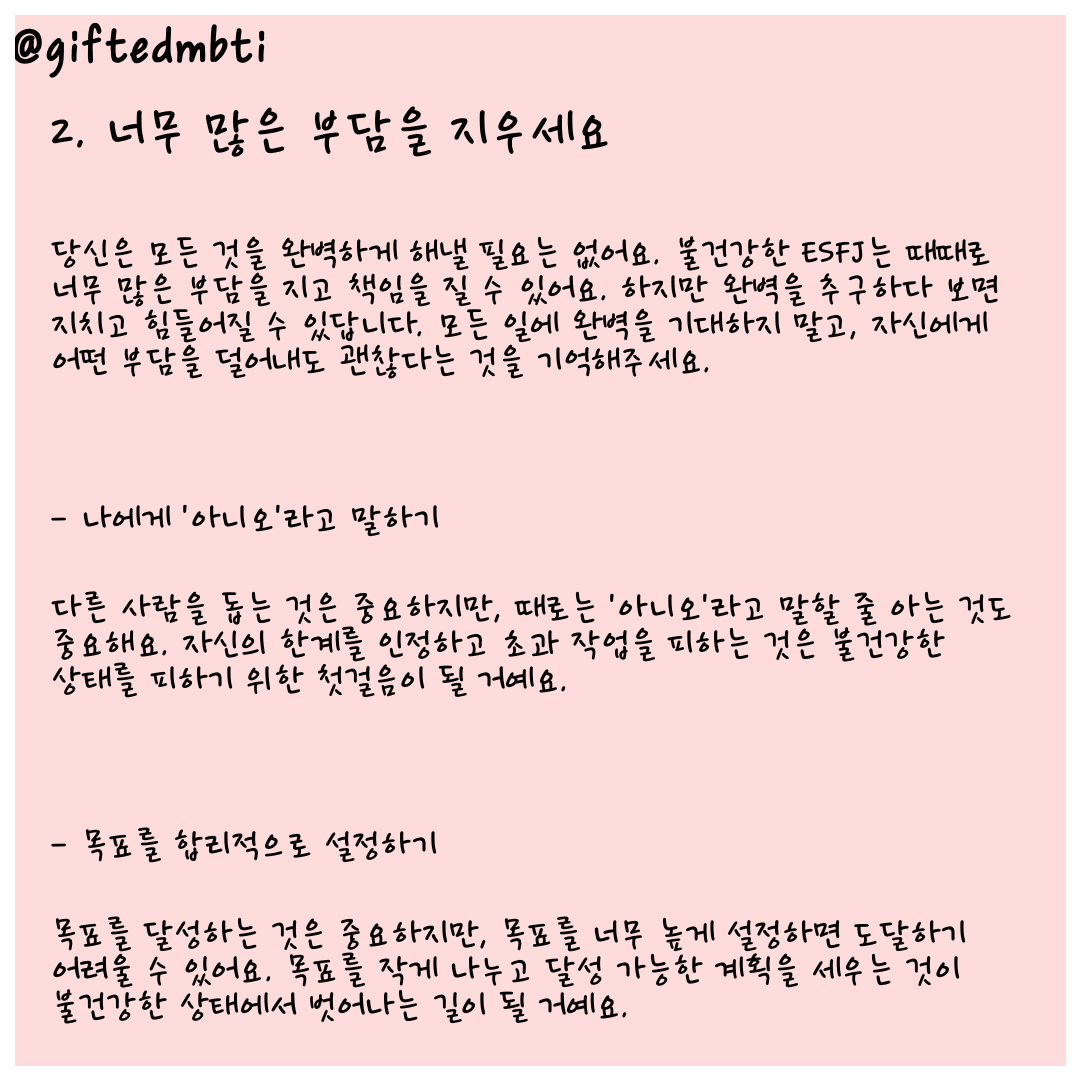 @giftedmbti
2. 너무 많은 부담을 지우세요
당신은 모든 것을 완벽하게 해낼 필요는 없어요. 불건강한 ESFJ는 때때로
너무 많은 부담을 지고 책임을 질 수 있어요. 하지만 완벽을 추구하다 보면
지치고 힘들어질 수 있답니다. 모든 일에 완벽을 기대하지 말고, 자신에게
어떤 부담을 덜어내도 괜찮다는 것을 기억해주세요.
- 나에게 '아니오'라고 말하기
다른 사람을 돕는 것은 중요하지만, 때로는 '아니오'라고 말할 줄 아는 것도
중요해요. 자신의 한계를 인정하고 초과 작업을 피하는 것은 불건강한
상태를 피하기 위한 첫걸음이 될 거예요.
- 목표를 합리적으로 설정하기
목표를 달성하는 것은 중요하지만, 목표를 너무 높게 설정하면 도달하기
어려울 수 있어요. 목표를 작게 나누고 달성 가능한 계획을 세우는 것이
불건강한 상태에서 벗어나는 길이 될 거예요.